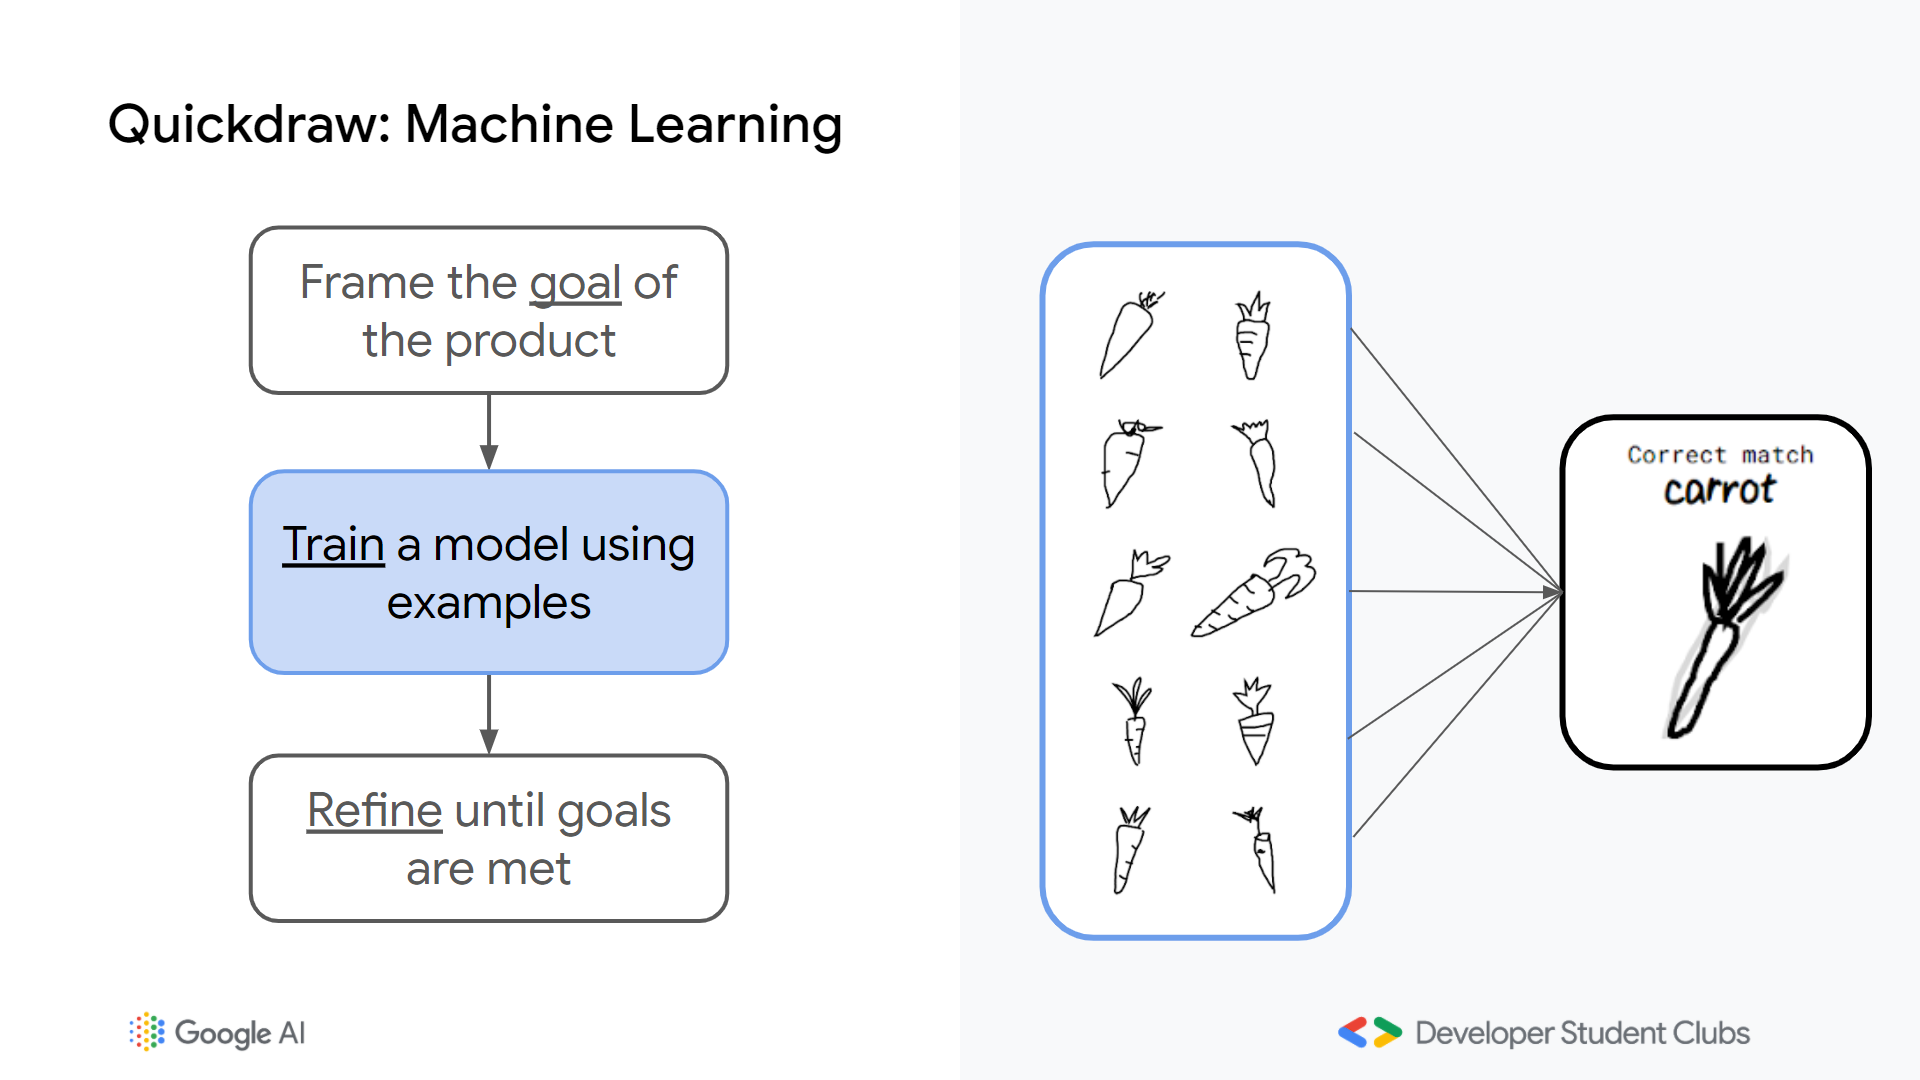 Quickdraw: Machine Learning
Frame the goal of
the product
Train a model using
examples
Refine until goals
are met
Correct match
carrot
Google AI
Developer Student Clubs